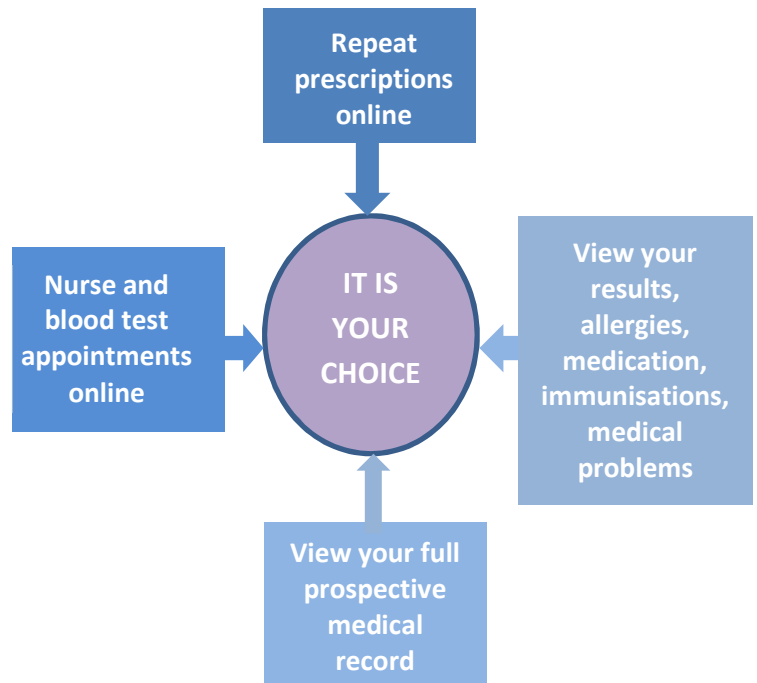 Repeat
prescriptions
online
Nurse and
blood test
appointments
online
IT IS
YOUR
CHOICE
View your
results,
allergies,
medication,
immunisations,
medical
problems
View your full
prospective
medical
record